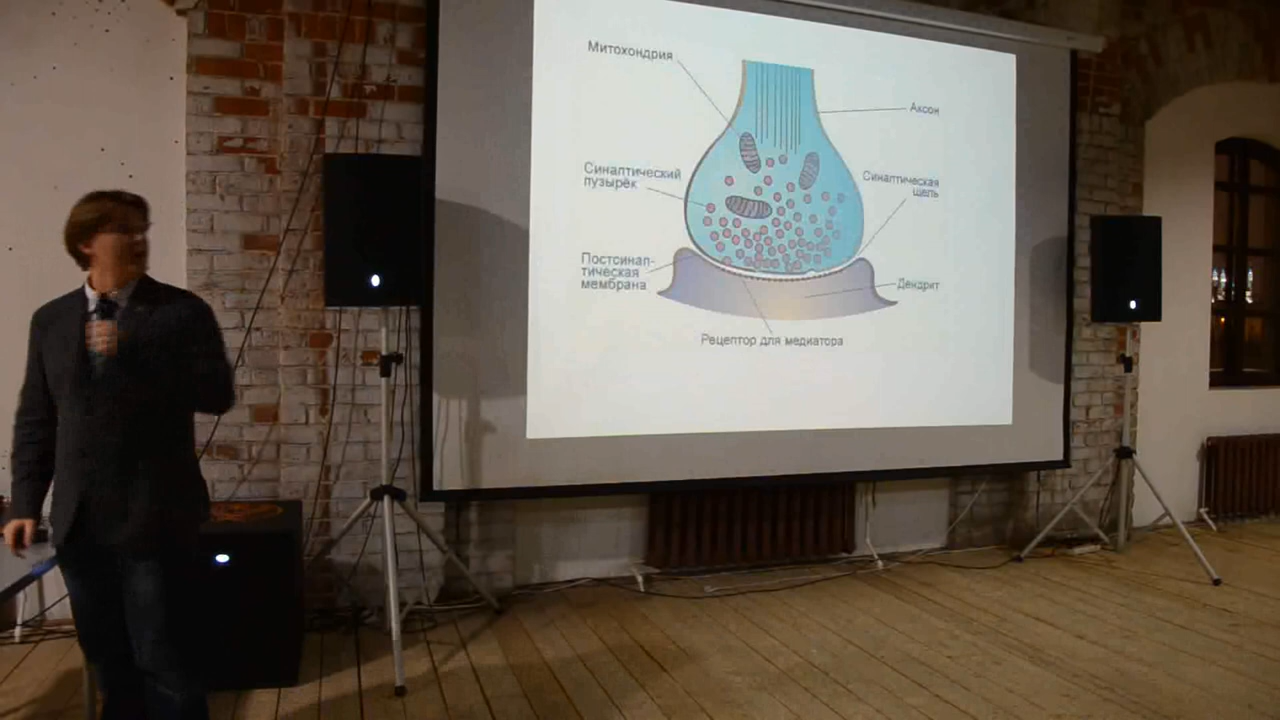 Митохондрия
Аксон
Синаптический
пузырёк
Синаптическая
щель
Постсинап-
тическая
мембрана
Дендрит
Рецептор для медиатора